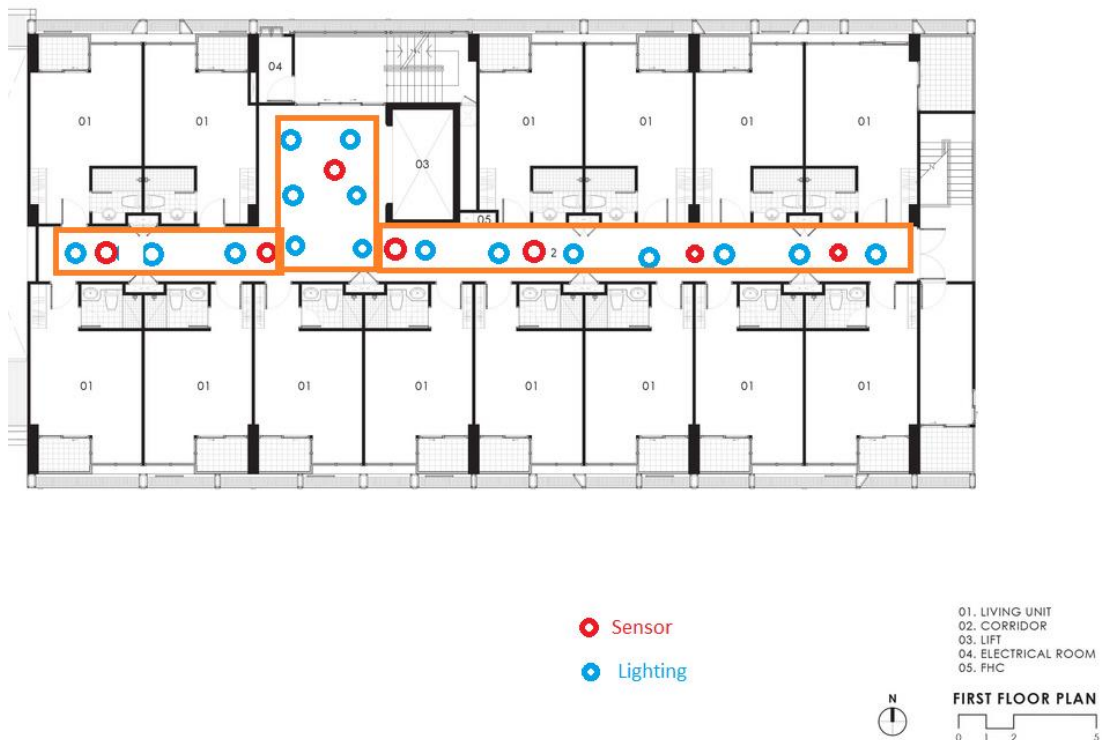 04
01
01
01
01
01
01
03
05
2
01
01
01
01
01
01
01
01
Sensor
Lighting
01. LIVING UNIT
02. CORRIDOR
03. LIFT
04. ELECTRICAL ROOM
05. FHC
N
FIRST FLOOR PLAN
0 1 2 5